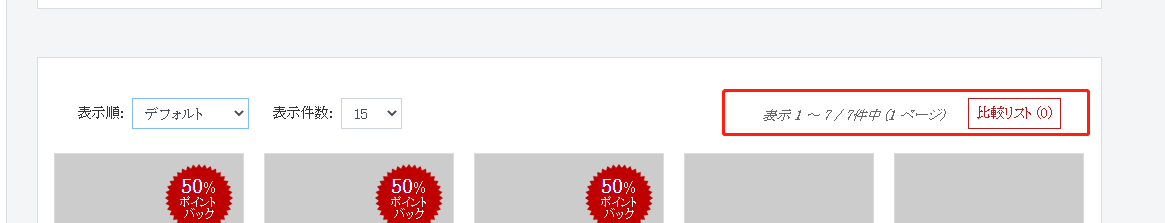 表示順: デフォルト 表示件数: 15 表示 1 ～ 7 / 7件中 (1 ページ) 比較リスト (0)
50% 50% 50%
ポイント ポイント ポイント
バック バック バック